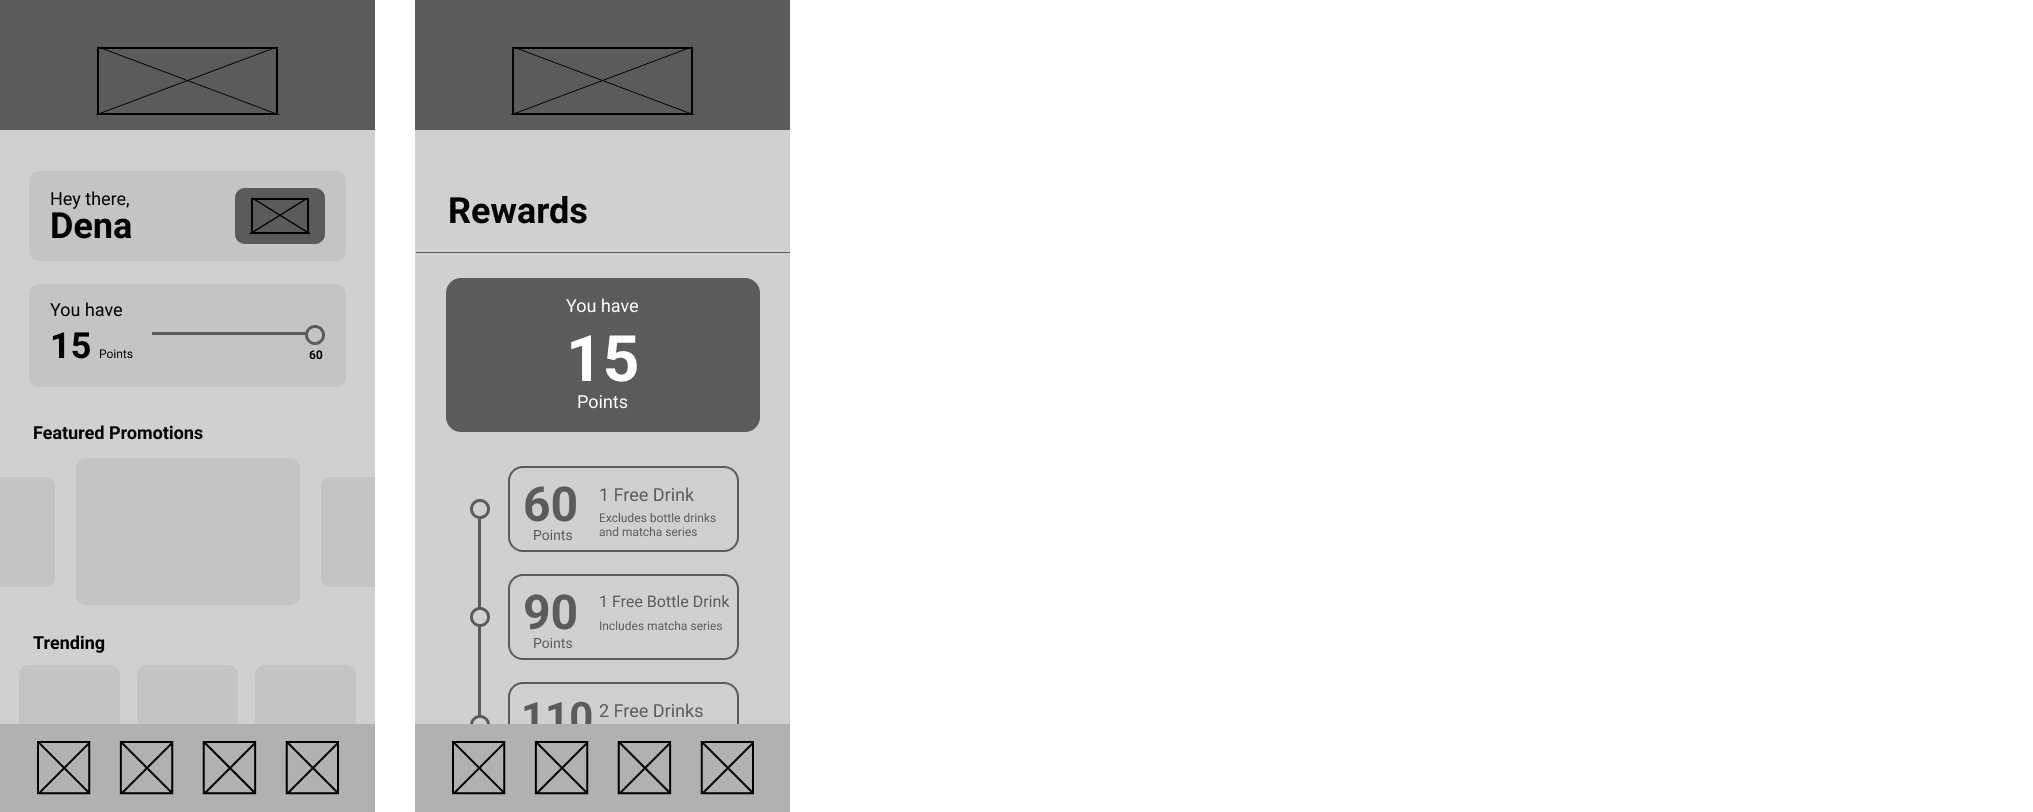 Hey there,
Dena
You have
15 Points
60
Featured Promotions
Trending
Rewards
You have
15
Points
60
Points
1 Free Drink
Excludes bottle drinks
and matcha series
90
Points
1 Free Bottle Drink
Includes matcha series
110
2 Free Drinks